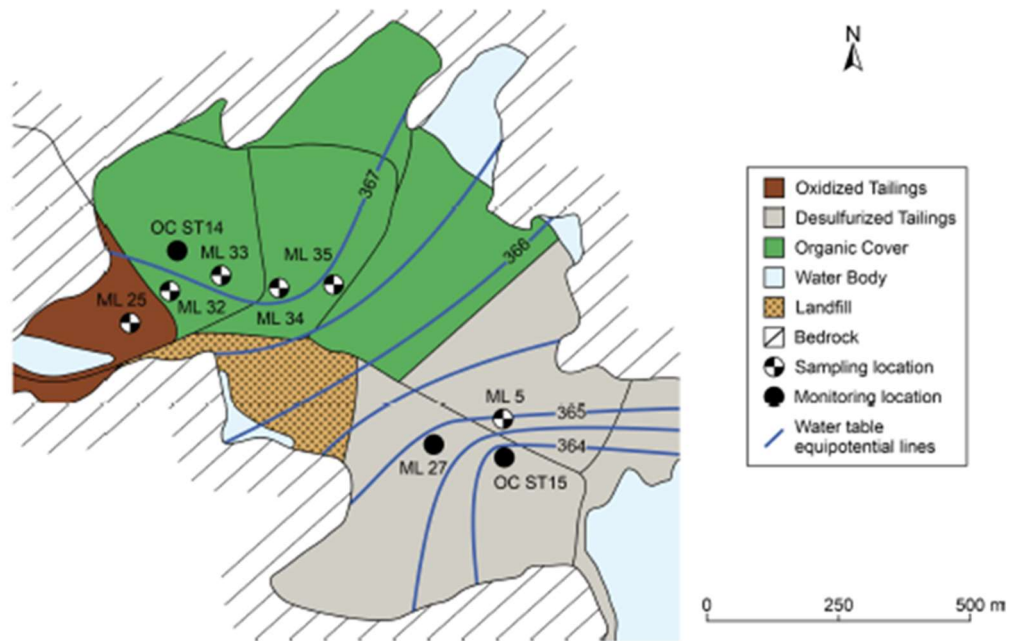 N
367
OC ST14
ML 33
ML 35
366
ML 25
ML 32
ML 34
ML 5
365
364
ML 27
OC ST15
Oxidized Tailings
Desulfurized Tailings
Organic Cover
Water Body
Landfill
Bedrock
Sampling location
Monitoring location
Water table
equipotential lines
0
250
500 m